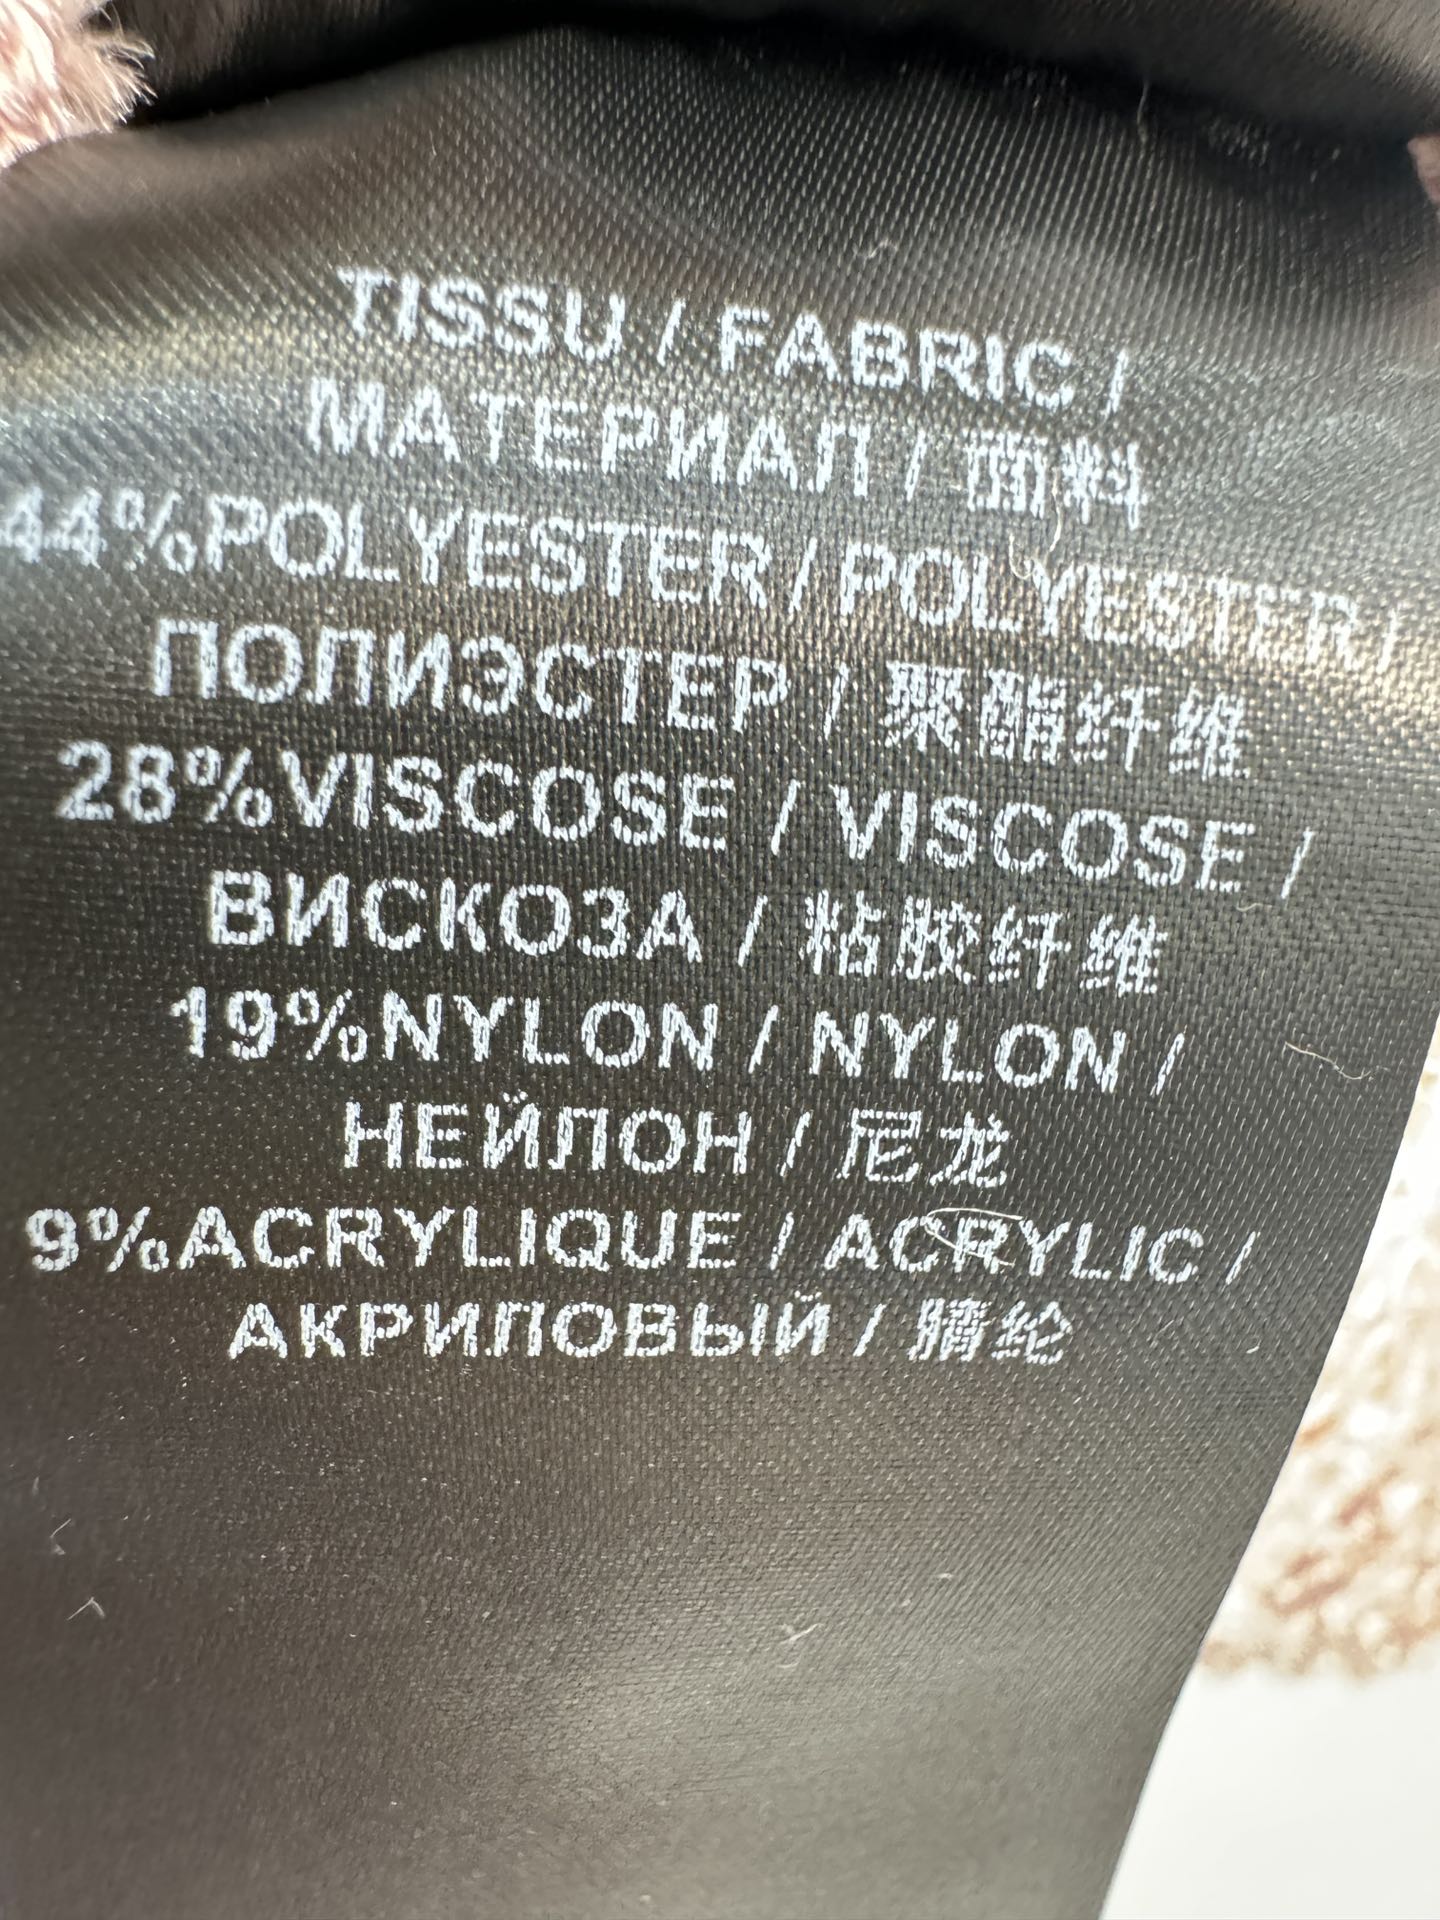 TISSU / FABRIC /
МАТЕРИАЛ / 面料
44%POLYESTER / POLYESTER /
ПОЛИЭСТЕР / 聚酯纤维
28%VISCOSE / VISCOSE /
ВИСКОЗА / 粘胶纤维
19%NYLON / NYLON /
НЕЙЛОН / 尼龙
9%ACRYLIQUE / ACRYLIC /
АКРИЛОВЫЙ / 腈纶